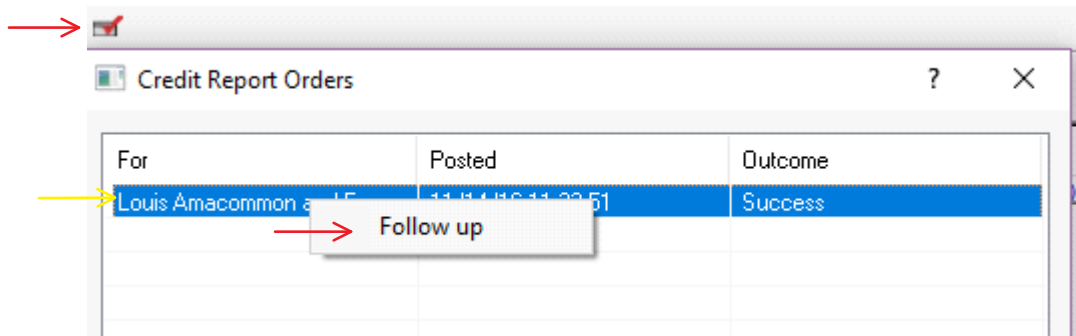 Credit Report Orders ?
For Posted Outcome
Louis Amacommon Success
Follow up